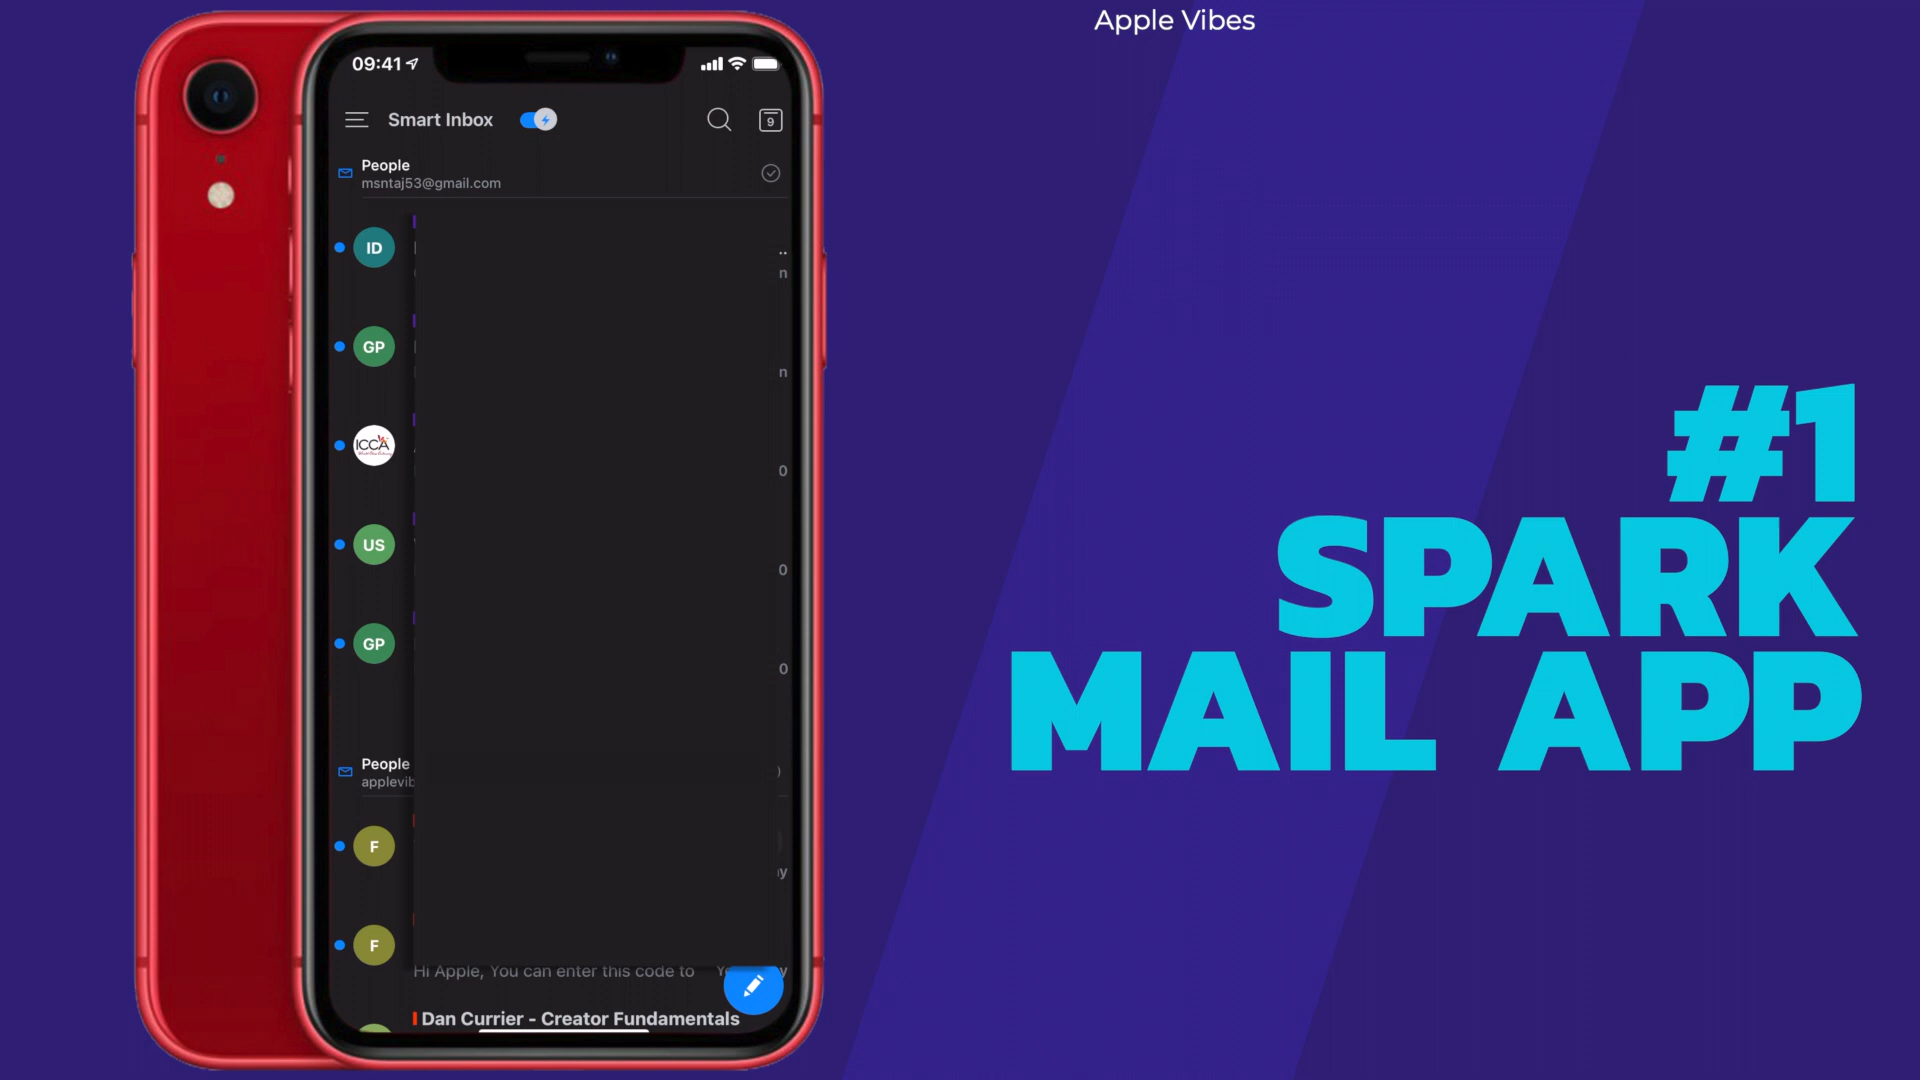 Apple Vibes
09:41
Smart Inbox
9
People
msntaj53@gmail.com
ID
GP
ICCA
US
GP
People
F
F
Hi Apple, You can enter this code to
Dan Currier - Creator Fundamentals
#1
SPARK
MAIL APP